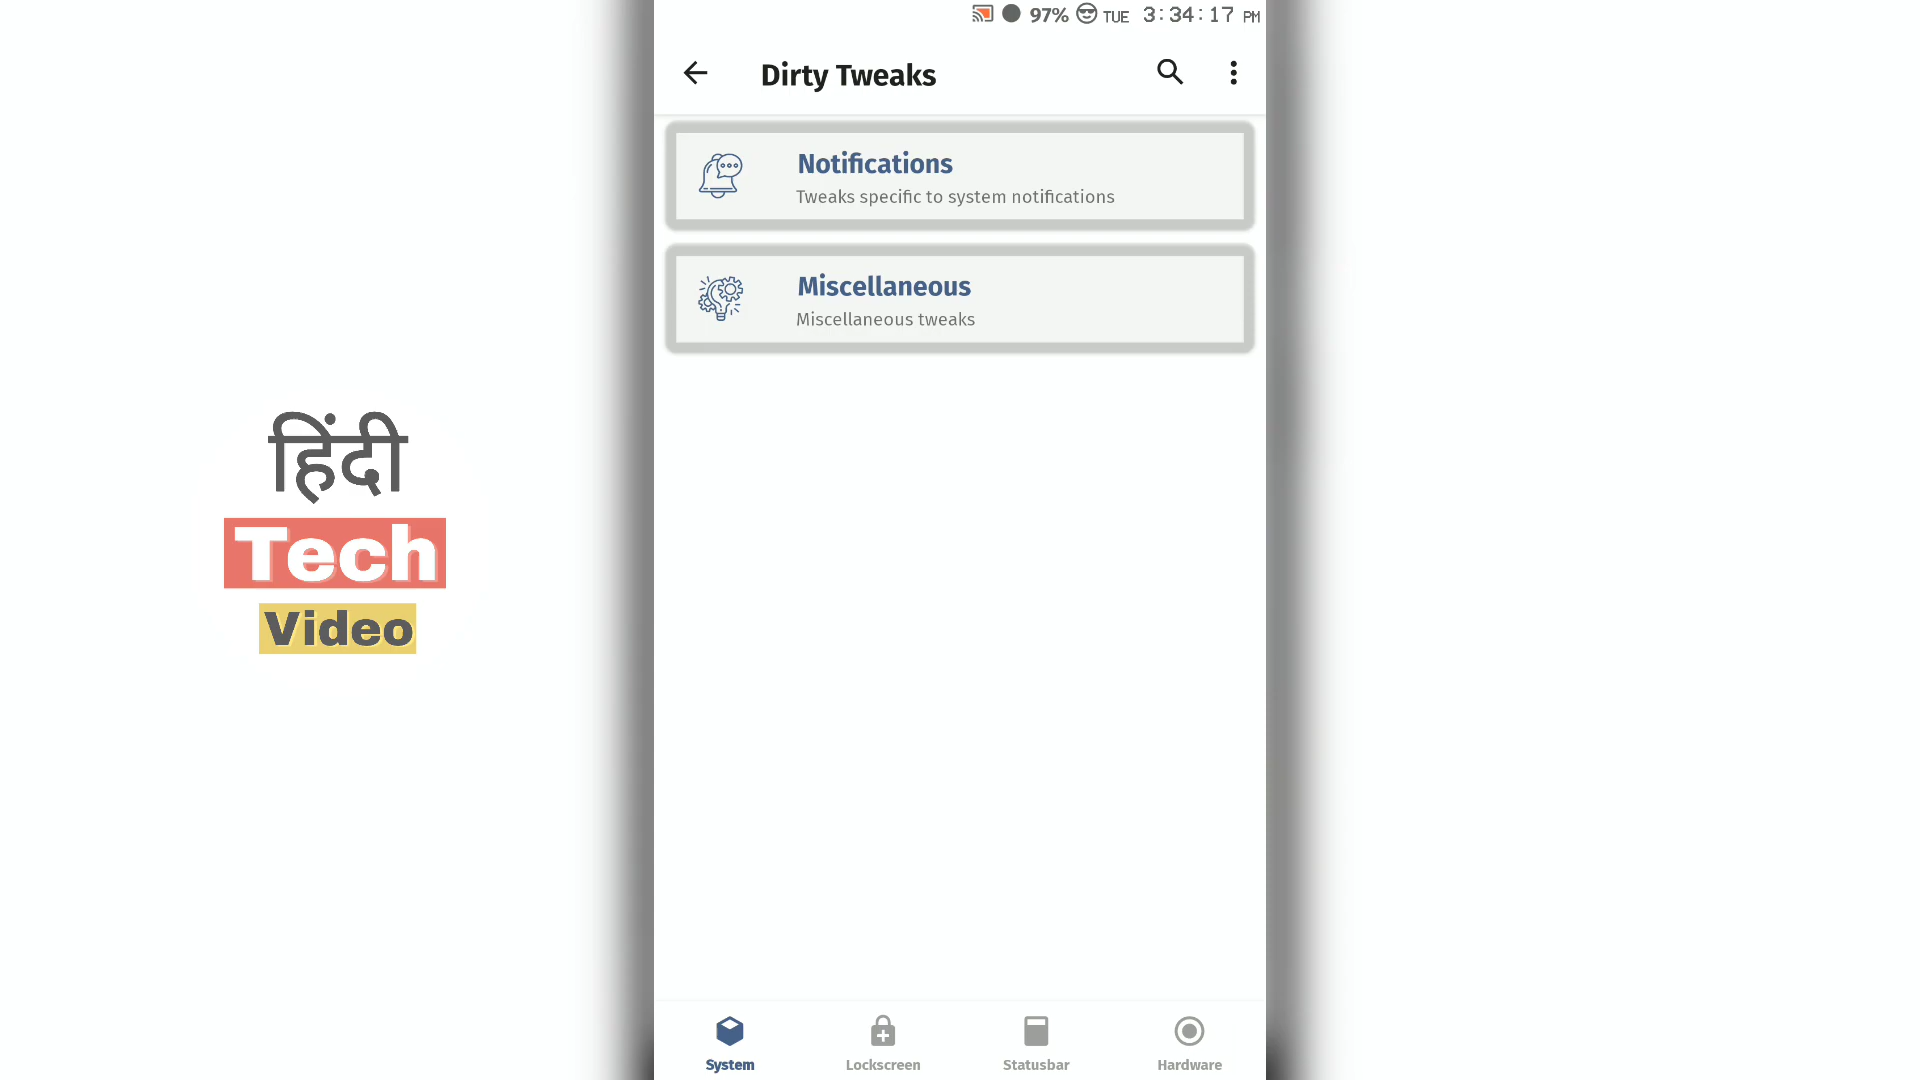 97% TUE 3:34:17 PM
Dirty Tweaks
Notifications
Tweaks specific to system notifications
Miscellaneous
Miscellaneous tweaks
हिंदी
Tech
Video
System Lockscreen Statusbar Hardware